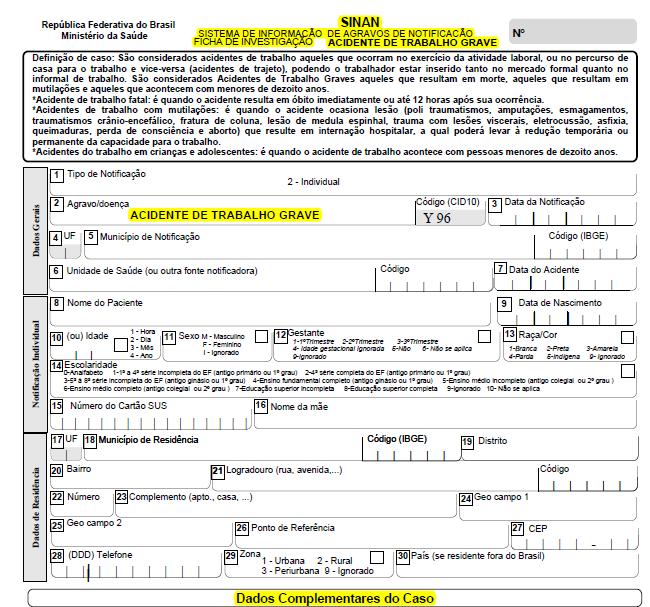 República Federativa do Brasil
Ministério da Saúde
SINAN
SISTEMA DE INFORMAÇÃO DE AGRAVOS DE NOTIFICAÇÃO
FICHA DE INVESTIGAÇÃO ACIDENTE DE TRABALHO GRAVE
Nº
Definição de caso: São considerados acidentes de trabalho aqueles que ocorrem no exercício da atividade laboral, ou no percurso de
casa para o trabalho e vice-versa (acidentes de trajeto), podendo o trabalhador estar inserido tanto no mercado formal quanto no
informal de trabalho. São considerados Acidentes de Trabalho Graves aqueles que resultam em morte, aqueles que resultam em
mutilações e aqueles que acontecem com menores de dezoito anos.
*Acidente de trabalho fatal: é quando o acidente resulta em óbito imediatamente ou até 12 horas após sua ocorrência.
*Acidentes de trabalho com mutilações: é quando o acidente ocasiona lesão (poli traumatismos, amputações, esmagamentos,
traumatismos crânio-encefálico, fratura de coluna, lesão de medula espinhal, trauma com lesões viscerais, eletrocussão, asfixia,
queimaduras, perda de consciência e aborto) que resulte em internação hospitalar, a qual poderá levar à redução temporária ou
permanente da capacidade para o trabalho.
*Acidentes do trabalho em crianças e adolescentes: é quando o acidente de trabalho acontece com pessoas menores de dezoito anos.
Dados Gerais
1 Tipo de Notificação
2 - Individual
2 Agravo/doença
ACIDENTE DE TRABALHO GRAVE
Código (CID10)
Y 96
3 Data da Notificação
4 UF
5 Município de Notificação
Código (IBGE)
6 Unidade de Saúde (ou outra fonte notificadora)
Código
7 Data do Acidente
Notificação Individual
8 Nome do Paciente
9 Data de Nascimento
10 (ou) Idade
1 - Hora
2 - Dia
3 - Mês
4 - Ano
11 Sexo M - Masculino
F - Feminino
I - Ignorado
12 Gestante
1-1ºTrimestre 2-2ºTrimestre 3-3ºTrimestre
4- Idade gestacional Ignorada 5-Não 6- Não se aplica
9-Ignorado
13 Raça/Cor
1-Branca 2-Preta 3-Amarela
4-Parda 5-Indígena 9- Ignorado
14 Escolaridade
0-Analfabeto 1-1ª a 4ª série incompleta do EF (antigo primário ou 1º grau) 2-4ª série completa do EF (antigo primário ou 1º grau)
3-5ª à 8ª série incompleta do EF (antigo ginásio ou 1º grau) 4-Ensino fundamental completo (antigo ginásio ou 1º grau) 5-Ensino médio incompleto (antigo colegial ou 2º grau )
6-Ensino médio completo (antigo colegial ou 2º grau ) 7-Educação superior incompleta 8-Educação superior completa 9-Ignorado 10- Não se aplica
15 Número do Cartão SUS
16 Nome da mãe
Dados de Residência
17 UF
18 Município de Residência
Código (IBGE)
19 Distrito
20 Bairro
21 Logradouro (rua, avenida,...)
Código
22 Número
23 Complemento (apto., casa, ...)
24 Geo campo 1
25 Geo campo 2
26 Ponto de Referência
27 CEP
-
28 (DDD) Telefone
29 Zona
1 - Urbana 2 - Rural
3 - Periurbana 9 - Ignorado
30 País (se residente fora do Brasil)
Dados Complementares do Caso